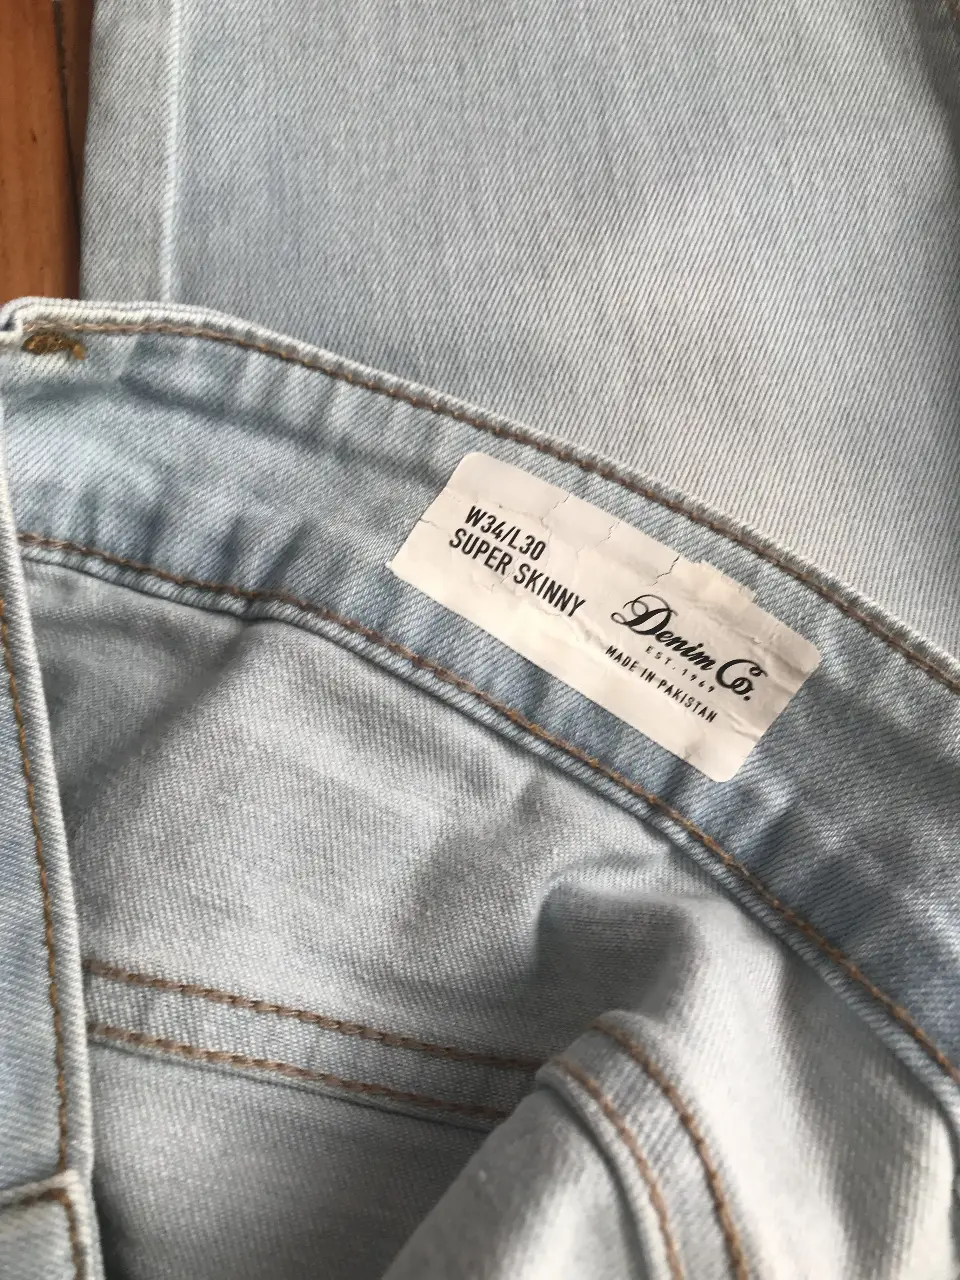 W34/L30
SUPER SKINNY
Denim Co.
EST. 1969
MADE IN PAKISTAN